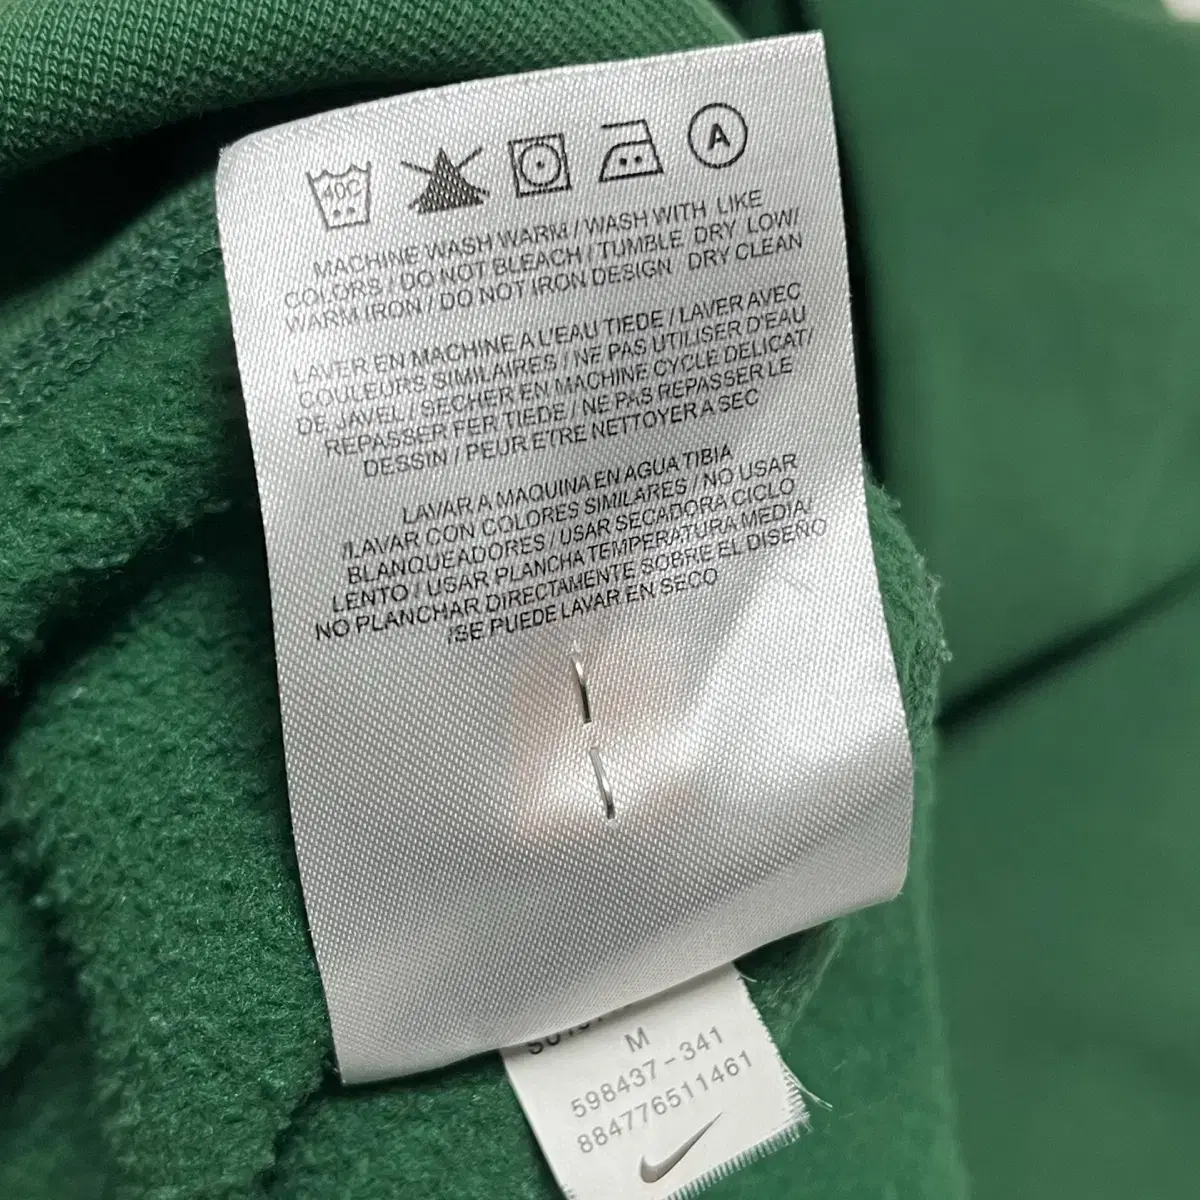 40C
A
MACHINE WASH WARM / WASH WITH LIKE
COLORS / DO NOT BLEACH / TUMBLE DRY LOW/
WARM IRON / DO NOT IRON DESIGN DRY CLEAN
LAVER EN MACHINE A L'EAU TIEDE / LAVER AVEC
COULEURS SIMILAIRES / NE PAS UTILISER D'EAU
DE JAVEL / SECHER EN MACHINE CYCLE DELICAT/
REPASSER FER TIEDE / NE PAS REPASSER LE
DESSIN / PEUR ETRE NETTOYER A SEC
LAVAR A MAQUINA EN AGUA TIBIA
/LAVAR CON COLORES SIMILARES / NO USAR
BLANQUEADORES / USAR SECADORA CICLO
LENTO / USAR PLANCHA TEMPERATURA MEDIA/
NO PLANCHAR DIRECTAMENTE SOBRE EL DISEÑO
/SE PUEDE LAVAR EN SECO
M
598437-341
884776511461